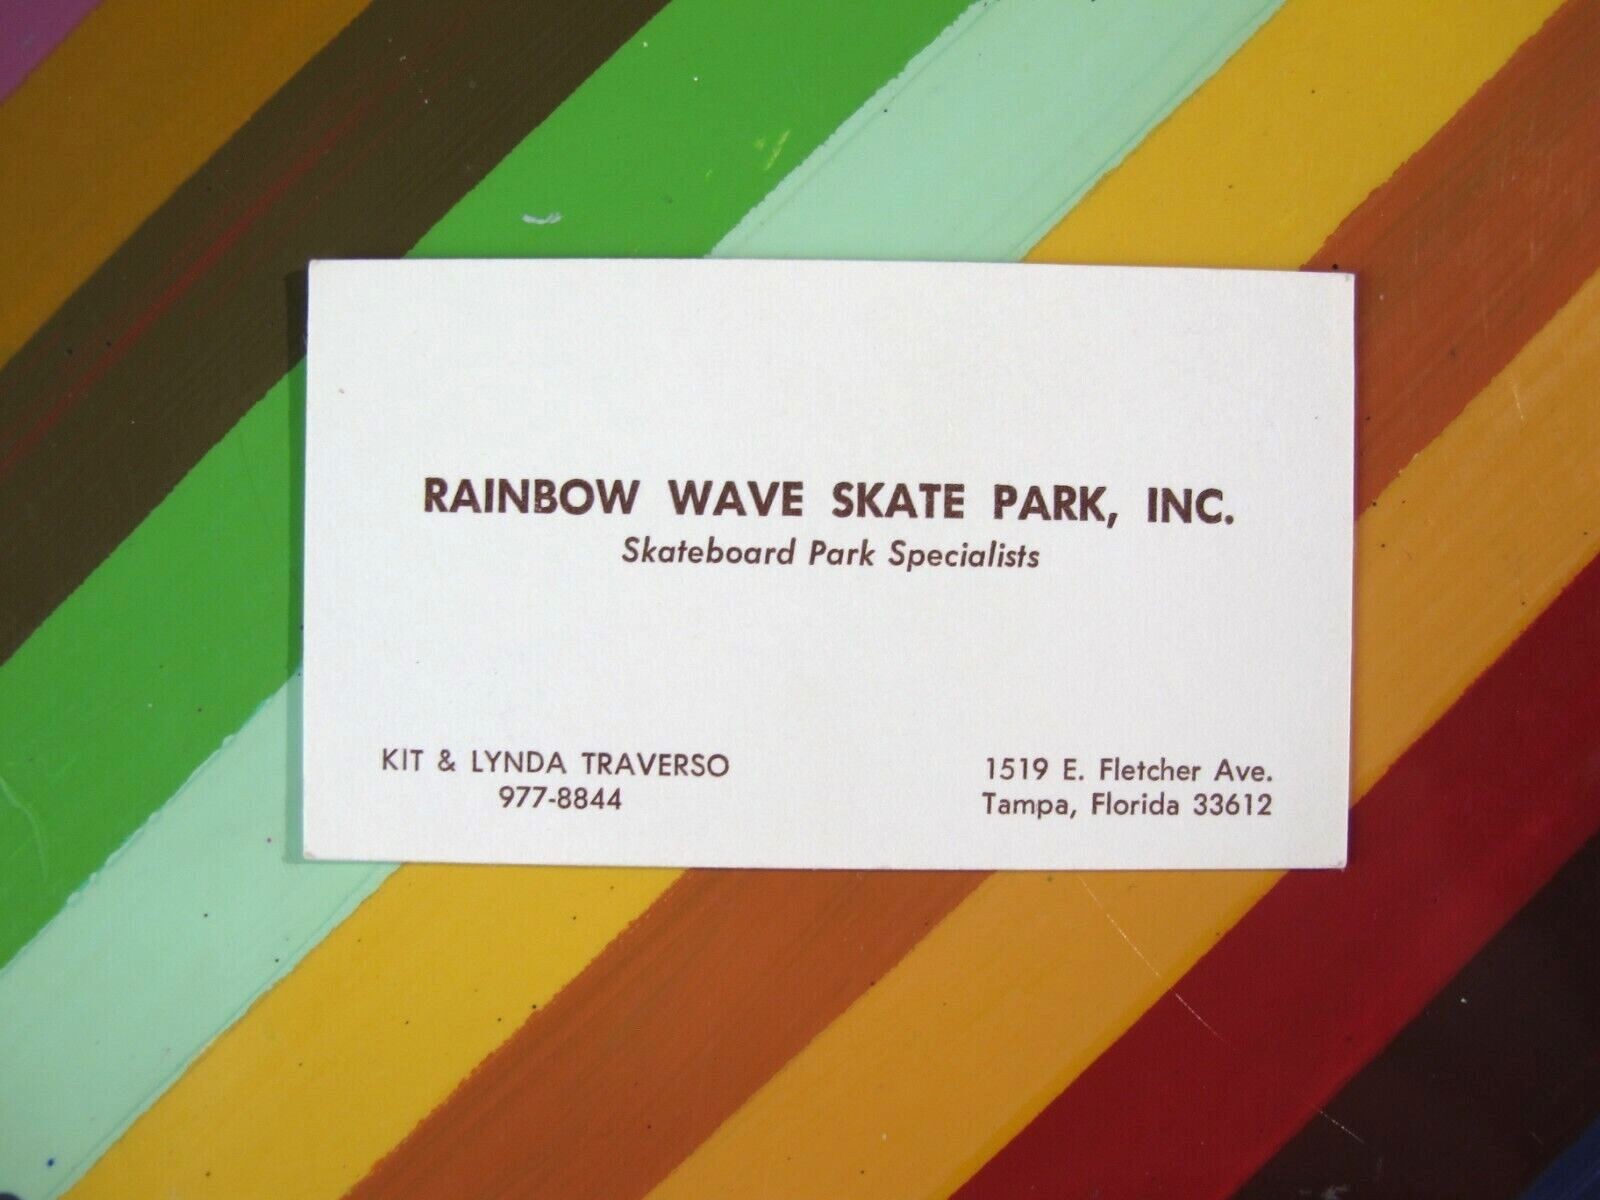 RAINBOW WAVE SKATE PARK, INC.
Skateboard Park Specialists
KIT & LYNDA TRAVERSO
977-8844
1519 E. Fletcher Ave.
Tampa, Florida 33612